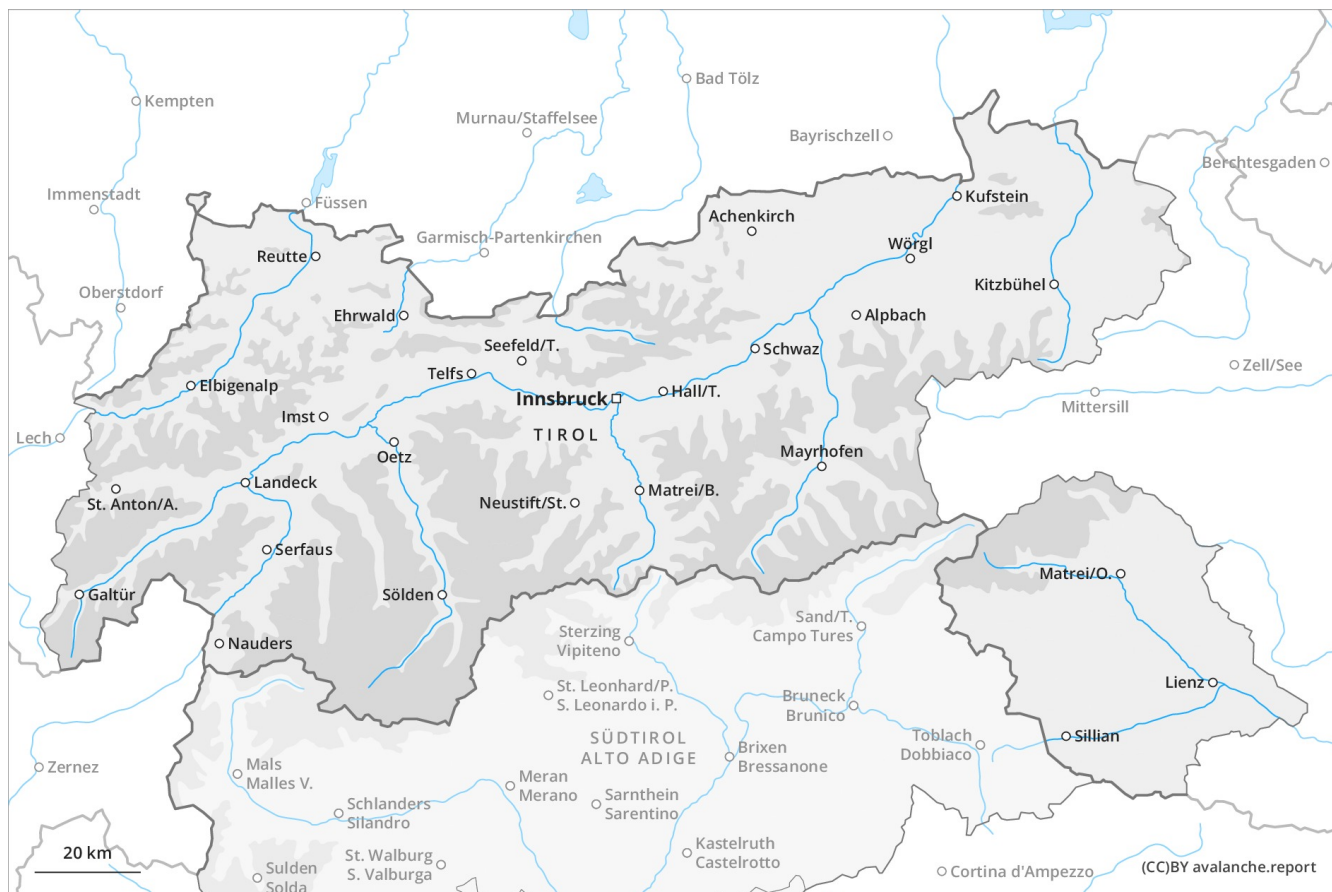 Bad Tölz
Kempten
Murnau/Staffelsee
Bayrischzell
Berchtesgaden
Immenstadt
Füssen
Kufstein
Achenkirch
Garmisch-Partenkirchen
Wörgl
Reutte
Kitzbühel
Oberstdorf
Ehrwald
Alpbach
Seefeld/T.
Schwaz
Zell/See
Telfs
Elbigenalp
Hall/T.
Innsbruck
Mittersill
Imst
TIROL
Lech
Oetz
Mayrhofen
Landeck
Matrei/B.
St. Anton/A.
Neustift/St.
Serfaus
Matrei/O.
Galtür
Sölden
Sand/T.
Campo Tures
Sterzing
Vipiteno
Nauders
St. Leonhard/P.
S. Leonardo i. P.
Lienz
Bruneck
Brunico
SÜDTIROL
ALTO ADIGE
Toblach
Dobbiaco
Sillian
Brixen
Bressanone
Zernez
Mals
Malles V.
Meran
Merano
Schlanders
Silandro
Sarnthein
Sarentino
Kastelruth
Castelrotto
20 km
St. Walburg
S. Valburga
Sulden
Solda
Cortina d'Ampezzo
(CC)BY avalanche.report